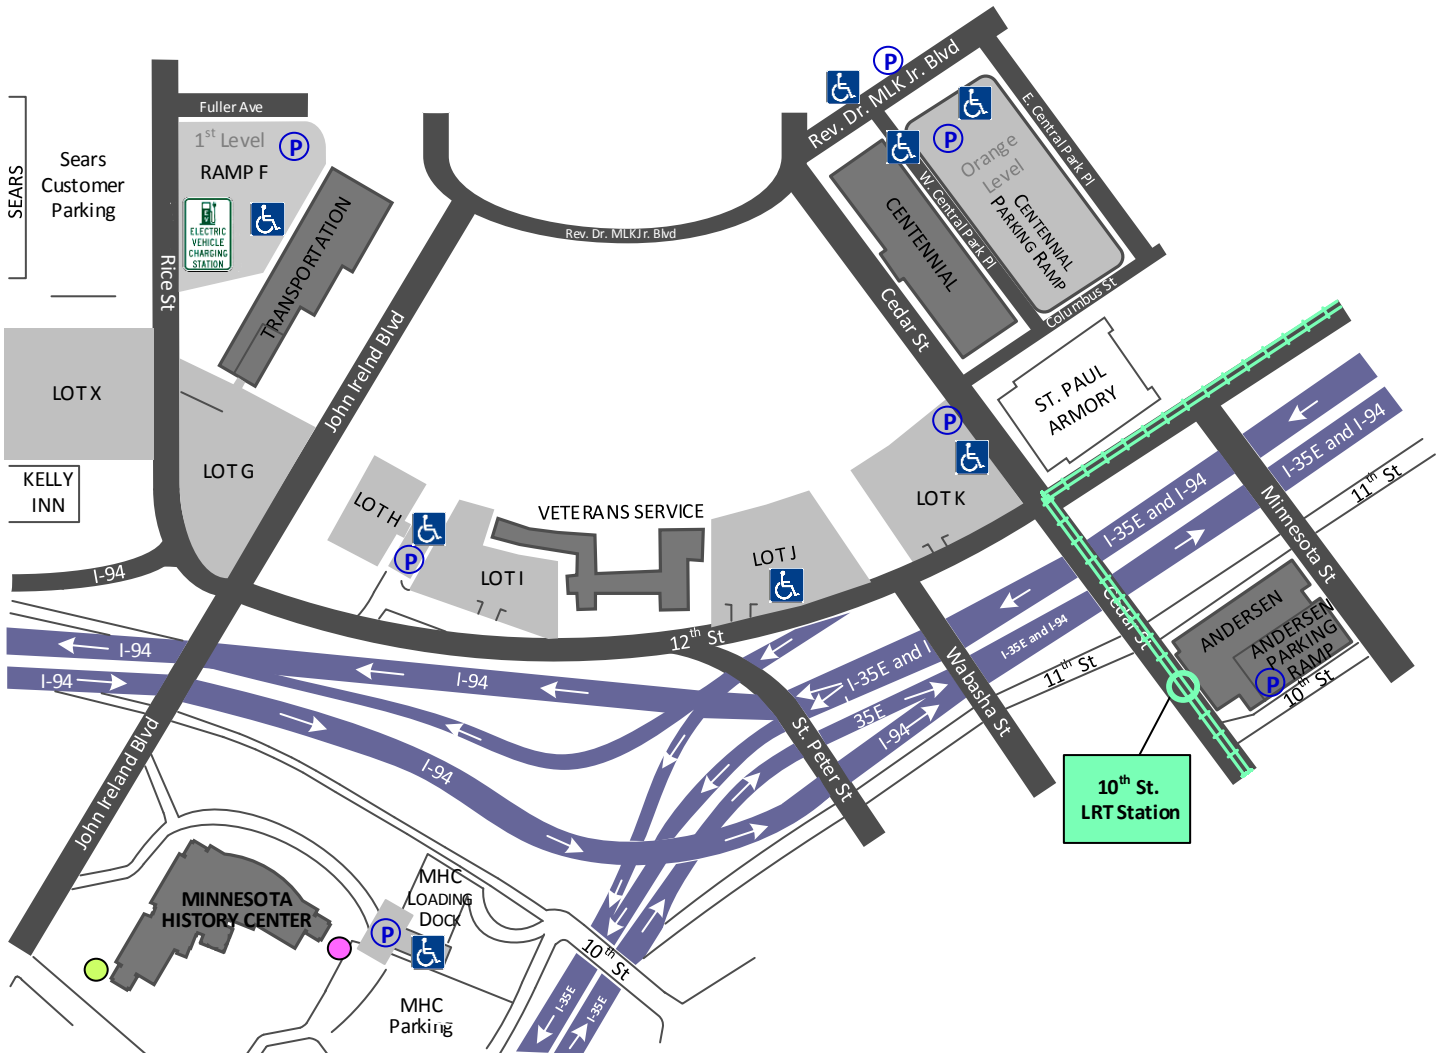 Rev. Dr. MLK Jr. Blvd
P
Fuller Ave
1st Level
P
RAMP F
SEARS
Sears
Customer
Parking
EV
ELECTRIC
VEHICLE
CHARGING
STATION
TRANSPORTATION
Rice St
Rev. Dr. MLKJr. Blvd
E. Central Park Pl
P
Orange
Level
CENTENNIAL
PARKING RAMP
W. Central Park Pl
CENTENNIAL
Columbus St
Cedar St
John Irelnd Blvd
LOT X
ST. PAUL
ARMORY
P
LOT K
LOT G
KELLY
INN
LOT H
P
LOT I
VETERANS SERVICE
LOT J
I-94
12th St
I-35E and I-94
I-35E and I-94
11th St
Minnesota St
Cedar St
ANDERSEN
ANDERSEN
PARKING
RAMP
P
10th St
I-35E and I-94
11th St
Wabasha St
I-35E and I
35E
I-94
I-94
I-94
I-94
I-94
St. Peter St
John Ireland Blvd
10th St.
LRT Station
MINNESOTA
HISTORY CENTER
MHC
LOADING
DOCK
P
10th St
I-35E
I-35E
MHC
Parking